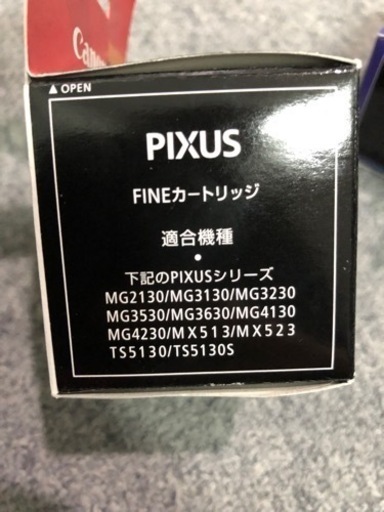 Canon
▲ OPEN
PIXUS
FINEカートリッジ
適合機種
●
下記のPIXUSシリーズ
MG2130/MG3130/MG3230
MG3530/MG3630/MG4130
MG4230/MX513/MX523
TS5130/TS5130S